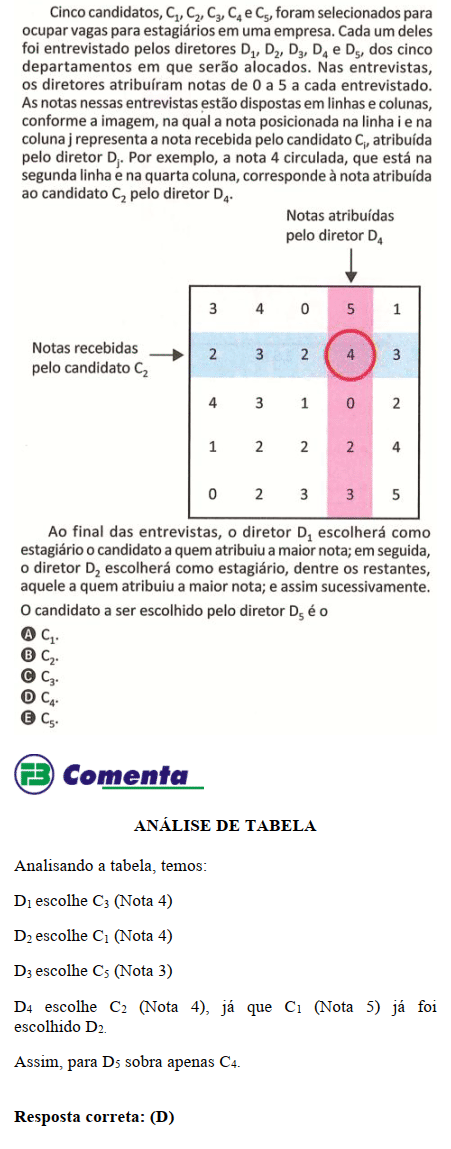 Cinco candidatos, C₁, C₂, C₃, C₄ e C₅, foram selecionados para
ocupar vagas para estagiários em uma empresa. Cada um deles
foi entrevistado pelos diretores D₁, D₂, D₃, D₄ e D₅, dos cinco
departamentos em que serão alocados. Nas entrevistas,
os diretores atribuíram notas de 0 a 5 a cada entrevistado.
As notas nessas entrevistas estão dispostas em linhas e colunas,
conforme a imagem, na qual a nota posicionada na linha i e na
coluna j representa a nota recebida pelo candidato Cᵢ, atribuída
pelo diretor Dⱼ. Por exemplo, a nota 4 circulada, que está na
segunda linha e na quarta coluna, corresponde à nota atribuída
ao candidato C₂ pelo diretor D₄.
Notas atribuídas
pelo diretor D₄
3 4 0 5 1
Notas recebidas
pelo candidato C₂
2 3 2 4 3
4 3 1 0 2
1 2 2 2 4
0 2 3 3 5
Ao final das entrevistas, o diretor D₁ escolherá como
estagiário o candidato a quem atribuiu a maior nota; em seguida,
o diretor D₂ escolherá como estagiário, dentre os restantes,
aquele a quem atribuiu a maior nota; e assim sucessivamente.
O candidato a ser escolhido pelo diretor D₅ é o
A C₁.
B C₂.
C C₃.
D C₄.
E C₅.
FB Comenta
ANÁLISE DE TABELA
Analisando a tabela, temos:
D₁ escolhe C₃ (Nota 4)
D₂ escolhe C₁ (Nota 4)
D₃ escolhe C₅ (Nota 3)
D₄ escolhe C₂ (Nota 4), já que C₁ (Nota 5) já foi
escolhido D₂.
Assim, para D₅ sobra apenas C₄.
Resposta correta: (D)